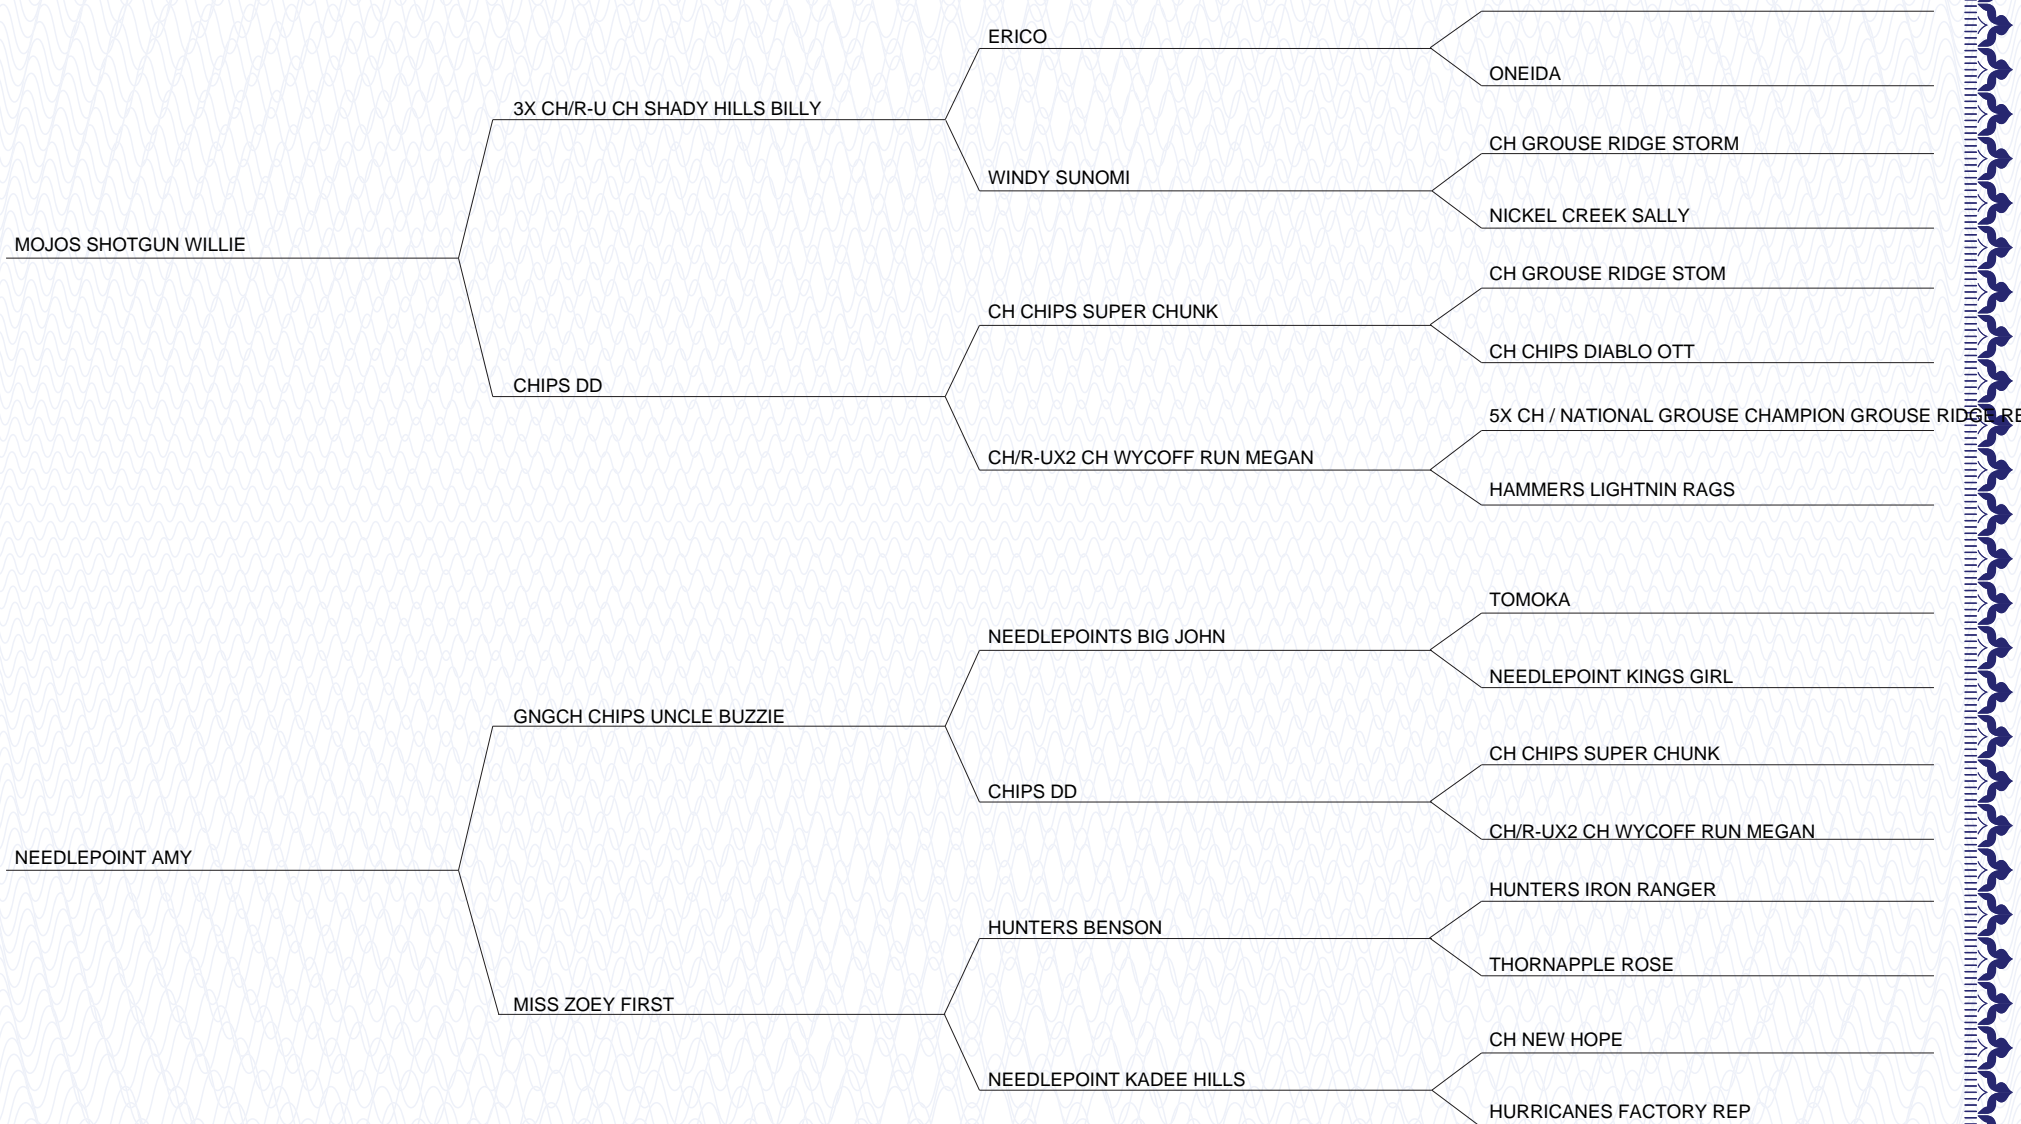 ERICO
ONEIDA
3X CH/R-U CH SHADY HILLS BILLY
CH GROUSE RIDGE STORM
WINDY SUNOMI
NICKEL CREEK SALLY
MOJOS SHOTGUN WILLIE
CH GROUSE RIDGE STOM
CH CHIPS SUPER CHUNK
CH CHIPS DIABLO OTT
CHIPS DD
5X CH / NATIONAL GROUSE CHAMPION GROUSE RIDGE RE
CH/R-UX2 CH WYCOFF RUN MEGAN
HAMMERS LIGHTNIN RAGS
TOMOKA
NEEDLEPOINTS BIG JOHN
NEEDLEPOINT KINGS GIRL
GNGCH CHIPS UNCLE BUZZIE
CH CHIPS SUPER CHUNK
CHIPS DD
CH/R-UX2 CH WYCOFF RUN MEGAN
NEEDLEPOINT AMY
HUNTERS IRON RANGER
HUNTERS BENSON
THORNAPPLE ROSE
MISS ZOEY FIRST
CH NEW HOPE
NEEDLEPOINT KADEE HILLS
HURRICANES FACTORY REP